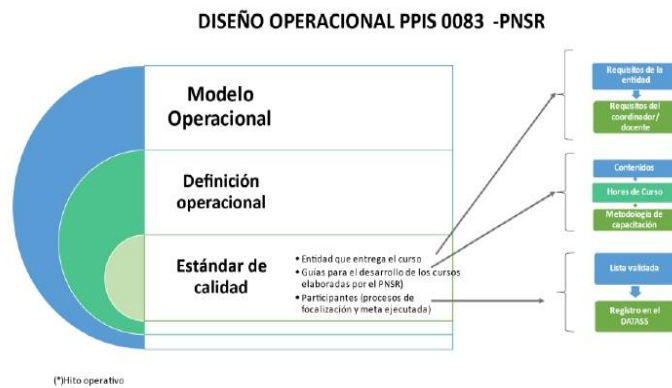 DISEÑO OPERACIONAL PPIS 0083 -PNSR
Modelo
Operacional
Definición
operacional
Estándar de
calidad
• Entidad que entrega el curso
• Guías para el desarrollo de los cursos
elaboradas por el PNSR)
• Participantes (procesos de
focalización y meta ejecutada)
Requisitos de la
entidad
Requisitos del
coordinador/
docente
Contenidos
Hores de Curso
Metodología de
capacitación
Lista validada
Registro en el
DATASS
(*)Hito operativo